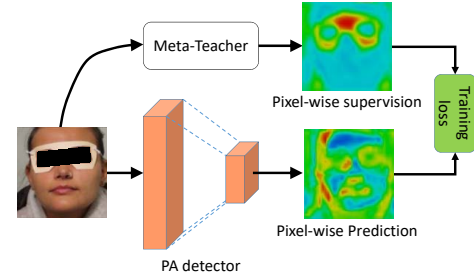 Meta-Teacher
Pixel-wise supervision
Training
loss
Pixel-wise Prediction
PA detector